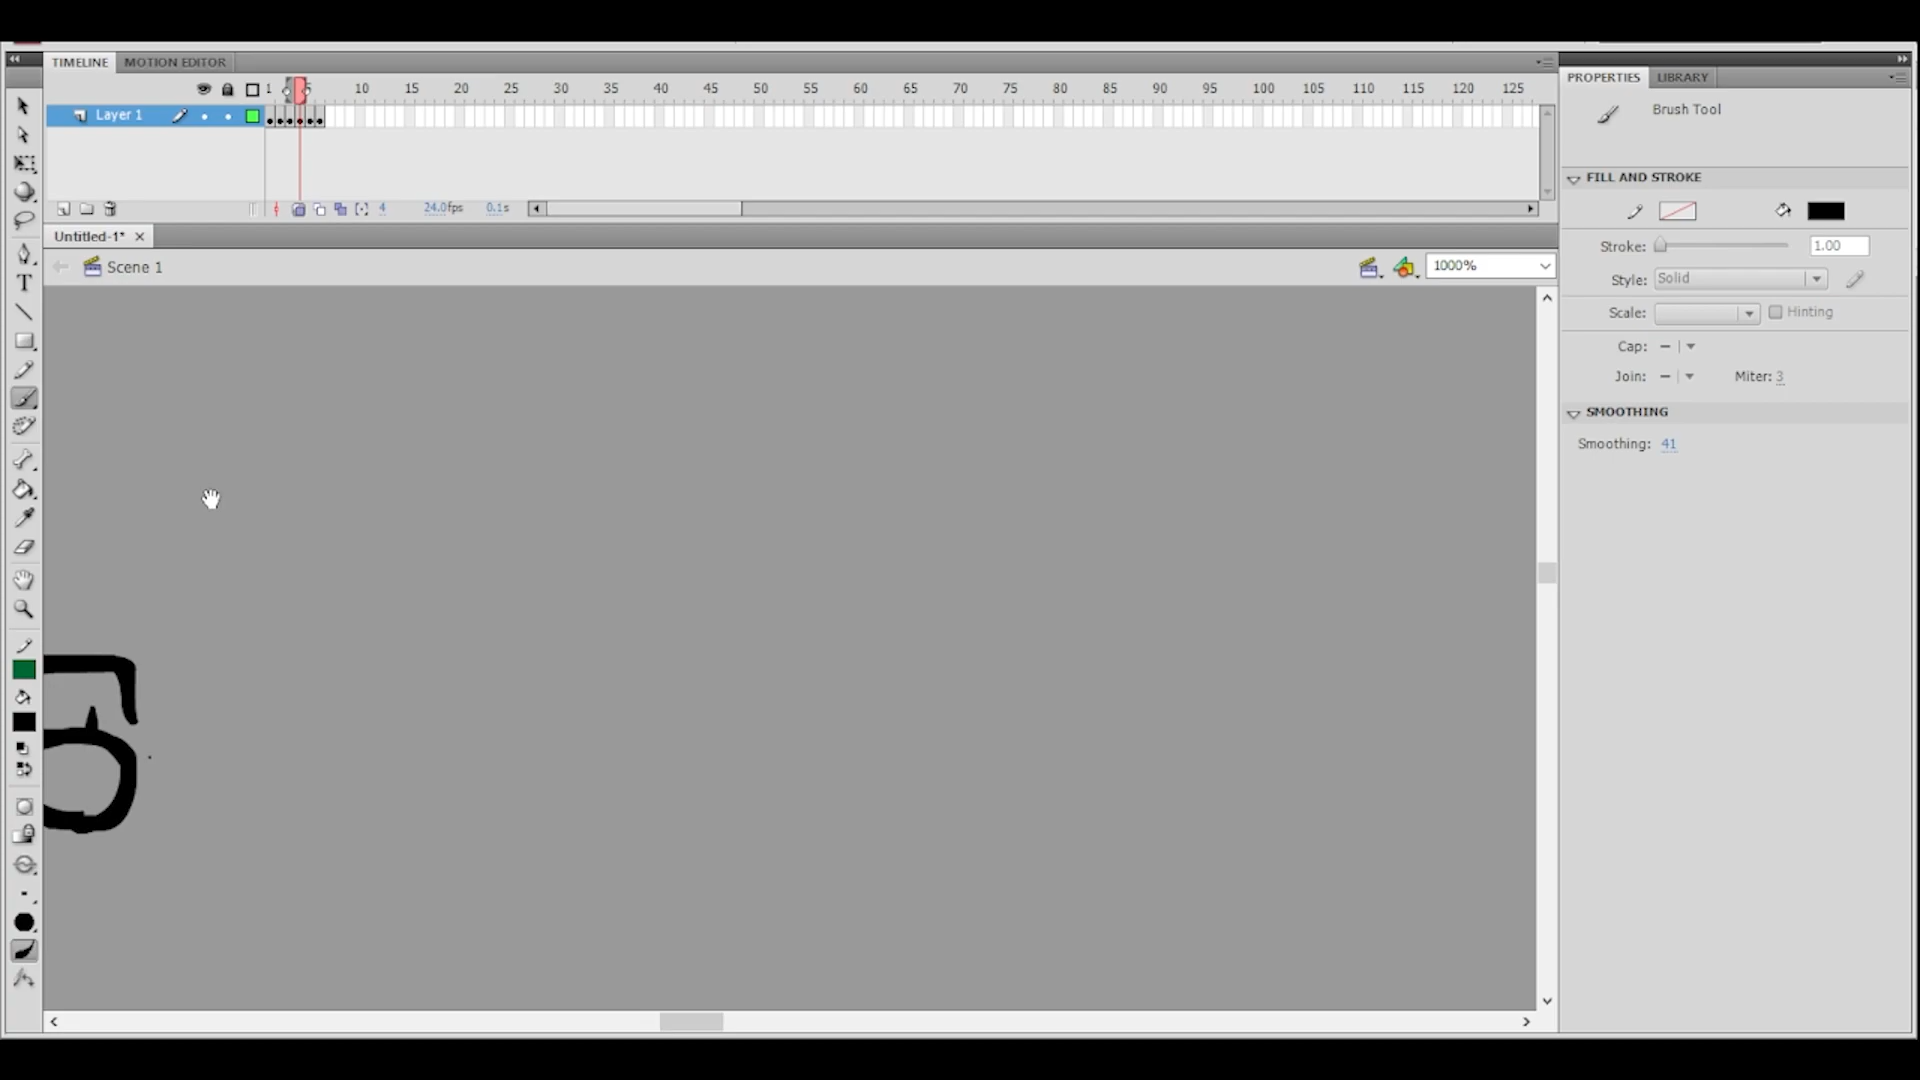 TIMELINE MOTION EDITOR
1 5 10 15 20 25 30 35 40 45 50 55 60 65 70 75 80 85 90 95 100 105 110 115 120 125
Layer 1
4 24.0fps 0.1s
Untitled-1*
Scene 1
1000%
PROPERTIES LIBRARY
Brush Tool
FILL AND STROKE
Stroke: 1.00
Style: Solid
Scale: Hinting
Cap:
Join: Miter: 3
SMOOTHING
Smoothing: 41